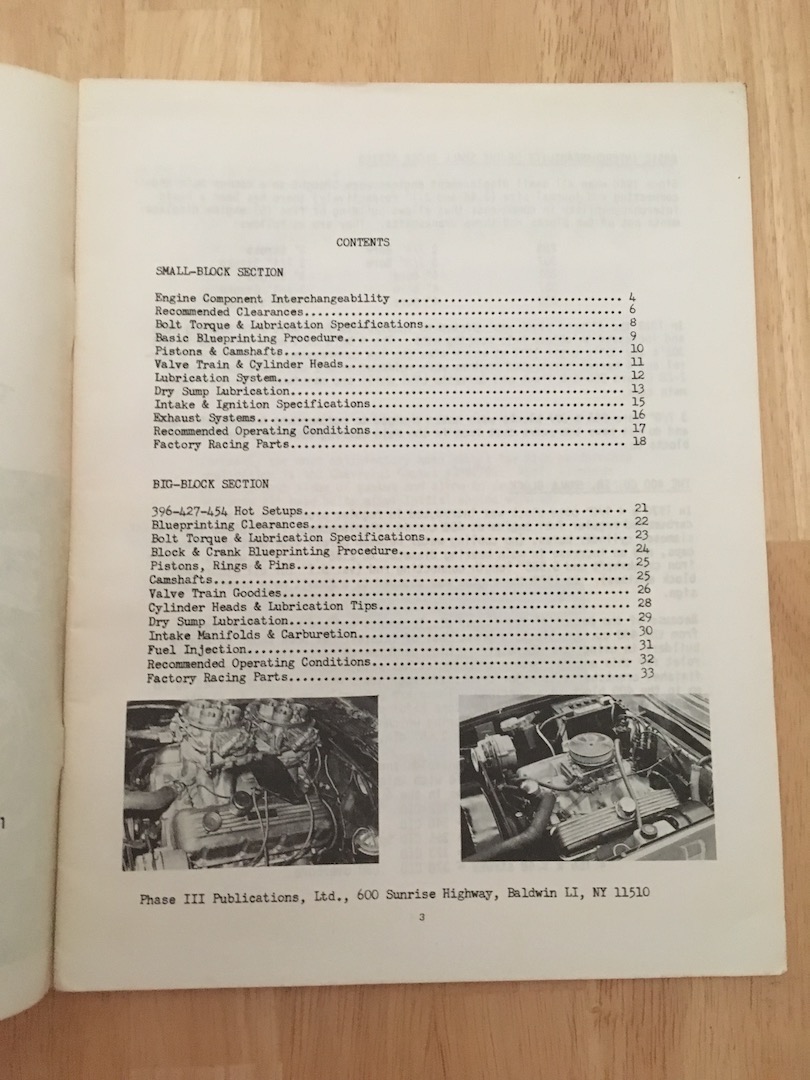 CONTENTS
SMALL-BLOCK SECTION
Engine Component Interchangeability .................................. 4
Recommended Clearances................................................ 6
Bolt Torque & Lubrication Specifications.............................. 8
Basic Blueprinting Procedure.......................................... 9
Pistons & Camshafts................................................... 10
Valve Train & Cylinder Heads.......................................... 11
Lubrication System.................................................... 12
Dry Sump Lubrication.................................................. 13
Intake & Ignition Specifications...................................... 15
Exhaust Systems....................................................... 16
Recommended Operating Conditions...................................... 17
Factory Racing Parts.................................................. 18
BIG-BLOCK SECTION
396-427-454 Hot Setups................................................ 21
Blueprinting Clearances............................................... 22
Bolt Torque & Lubrication Specifications.............................. 23
Block & Crank Blueprinting Procedure.................................. 24
Pistons, Rings & Pins................................................. 25
Camshafts............................................................. 25
Valve Train Goodies................................................... 26
Cylinder Heads & Lubrication Tips..................................... 28
Dry Sump Lubrication.................................................. 29
Intake Manifolds & Carburetion........................................ 30
Fuel Injection........................................................ 31
Recommended Operating Conditions...................................... 32
Factory Racing Parts.................................................. 33
Phase III Publications, Ltd., 600 Sunrise Highway, Baldwin LI, NY 11510
3